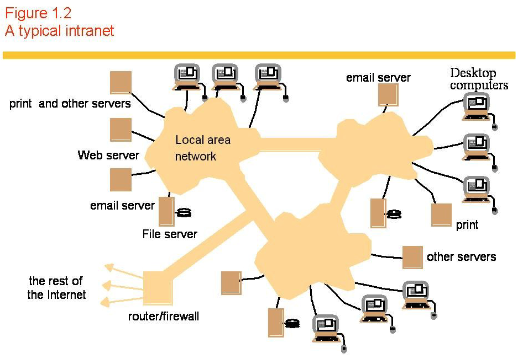 Figure 1.2
A typical intranet
email server
Desktop
computers
print and other servers
Local area
network
Web server
email server
print
File server
other servers
the rest of
the Internet
router/firewall